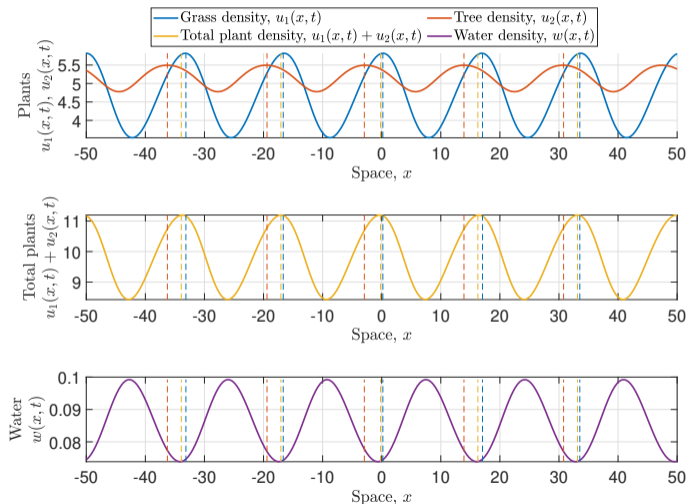 Grass density, u₁(x, t) Tree density, u₂(x, t)
Total plant density, u₁(x, t) + u₂(x, t) Water density, w(x, t)
Plants
u₁(x, t), u₂(x, t)
5.5
5
4.5
4
-50 -40 -30 -20 -10 0 10 20 30 40 50
Space, x
Total plants
u₁(x, t) + u₂(x, t)
11
10
9
-50 -40 -30 -20 -10 0 10 20 30 40 50
Space, x
Water
w(x, t)
0.1
0.09
0.08
-50 -40 -30 -20 -10 0 10 20 30 40 50
Space, x